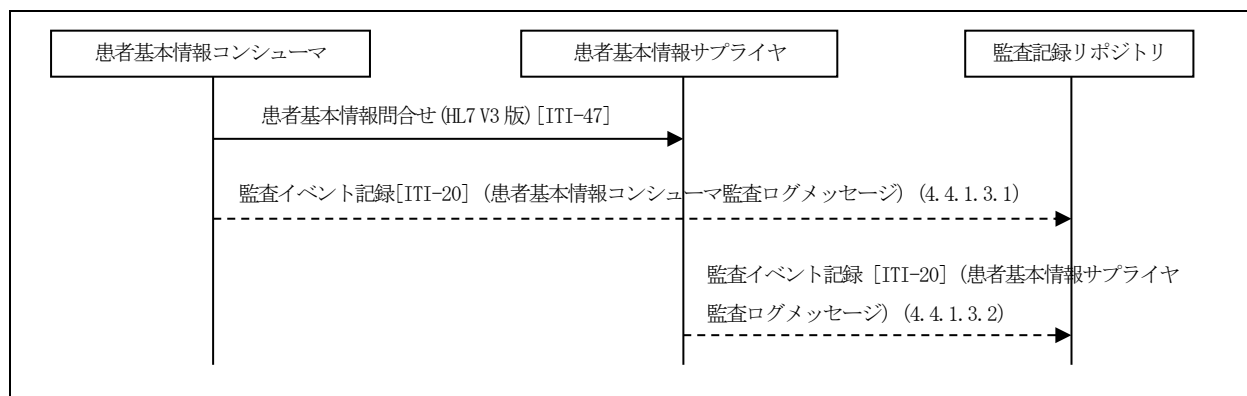 患者基本情報コンシューマ
患者基本情報サプライヤ
監査記録リポジトリ
患者基本情報問合せ(HL7 V3 版)[ITI-47]
監査イベント記録[ITI-20] (患者基本情報コンシューマ監査ログメッセージ) (4.4.1.3.1)
監査イベント記録 [ITI-20] (患者基本情報サプライヤ
監査ログメッセージ) (4.4.1.3.2)